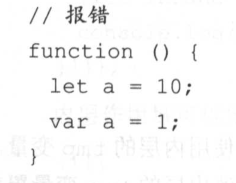 // 报错
function () {
let a = 10;
var a = 1;
}